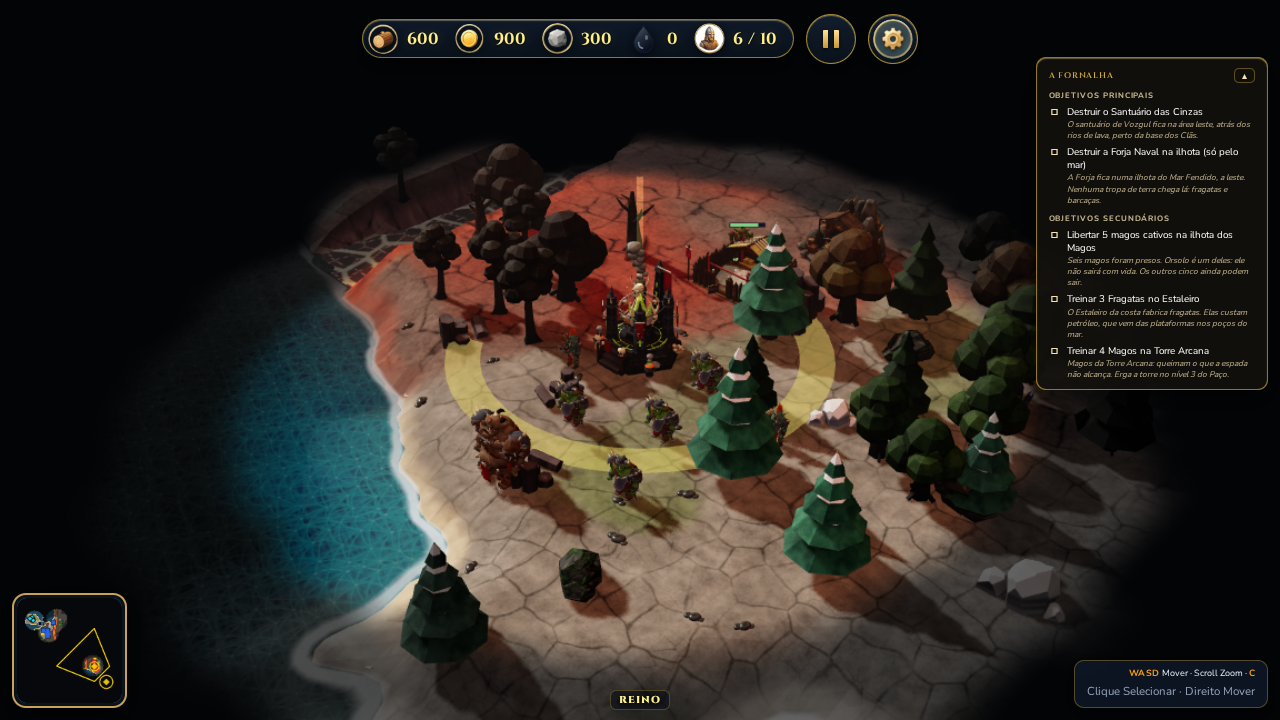 600 900 300 0 6 / 10
A FORNALHA
OBJETIVOS PRINCIPAIS
Destruir o Santuário das Cinzas
O santuário de Vozgul fica na área leste, atrás dos
rios de lava, perto da base dos Clãs.
Destruir a Forja Naval na ilhota (só pelo
mar)
A Forja fica numa ilhota do Mar Fendido, a leste.
Nenhuma tropa de terra chega lá: fragatas e
barcaças.
OBJETIVOS SECUNDÁRIOS
Libertar 5 magos cativos na ilhota dos
Magos
Seis magos foram presos. Orsolo é um deles: ele
não sairá com vida. Os outros cinco ainda podem
sair.
Treinar 3 Fragatas no Estaleiro
O Estaleiro da costa fabrica fragatas. Elas custam
petróleo, que vem das plataformas nos poços do
mar.
Treinar 4 Magos na Torre Arcana
Magos da Torre Arcana: queimam o que a espada
não alcança. Erga a torre no nível 3 do Paço.
WASD Mover · Scroll Zoom · C
Clique Selecionar · Direito Mover
REINO